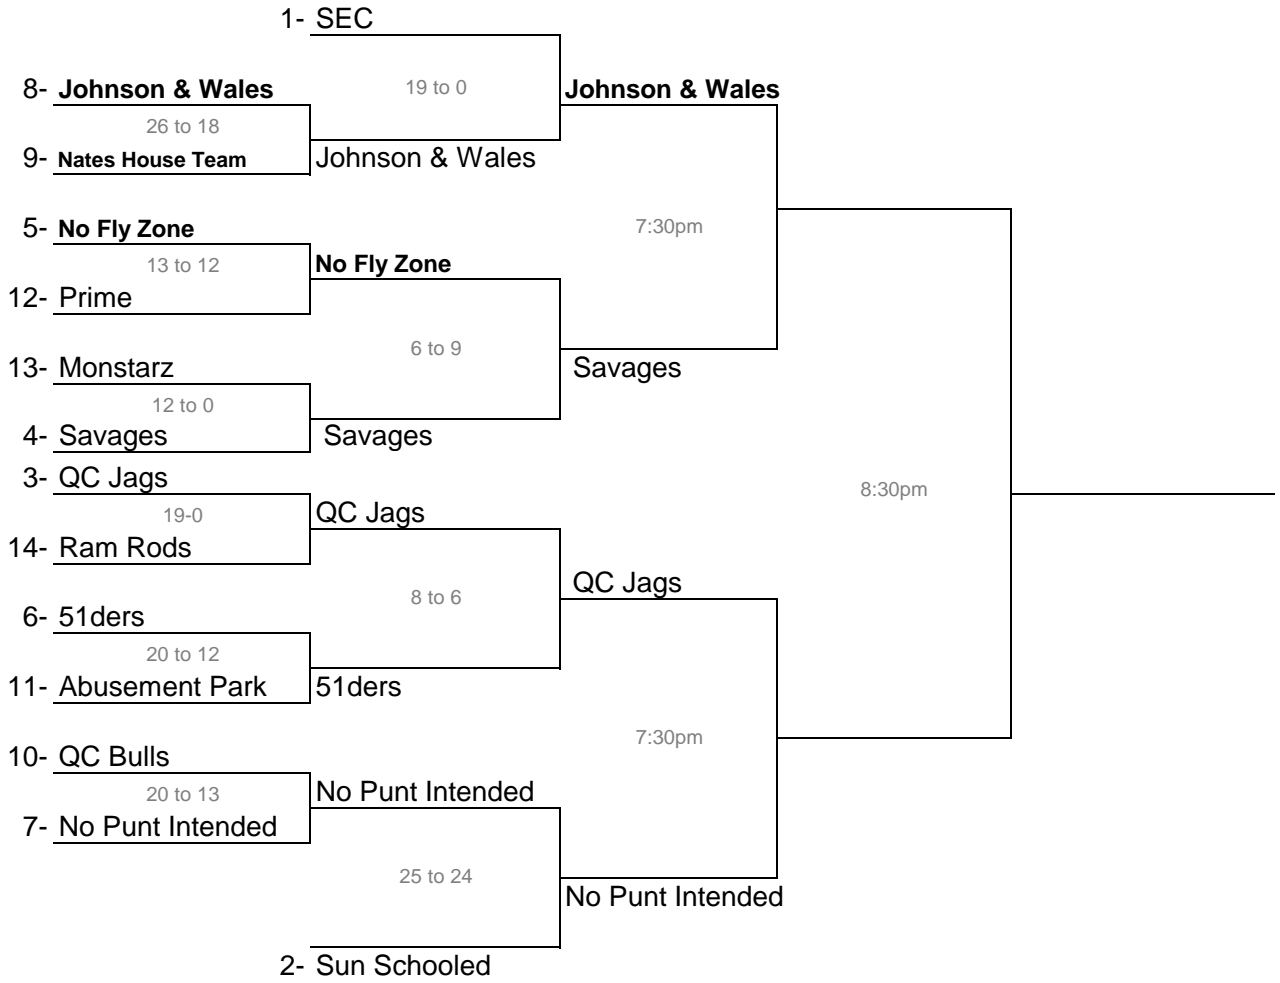 1- SEC
8- Johnson & Wales
19 to 0
Johnson & Wales
26 to 18
9- Nates House Team
Johnson & Wales
5- No Fly Zone
7:30pm
13 to 12
No Fly Zone
12- Prime
6 to 9
13- Monstarz
Savages
12 to 0
4- Savages
Savages
3- QC Jags
8:30pm
19-0
QC Jags
14- Ram Rods
QC Jags
8 to 6
6- 51ders
20 to 12
11- Abusement Park
51ders
7:30pm
10- QC Bulls
20 to 13
No Punt Intended
7- No Punt Intended
25 to 24
No Punt Intended
2- Sun Schooled